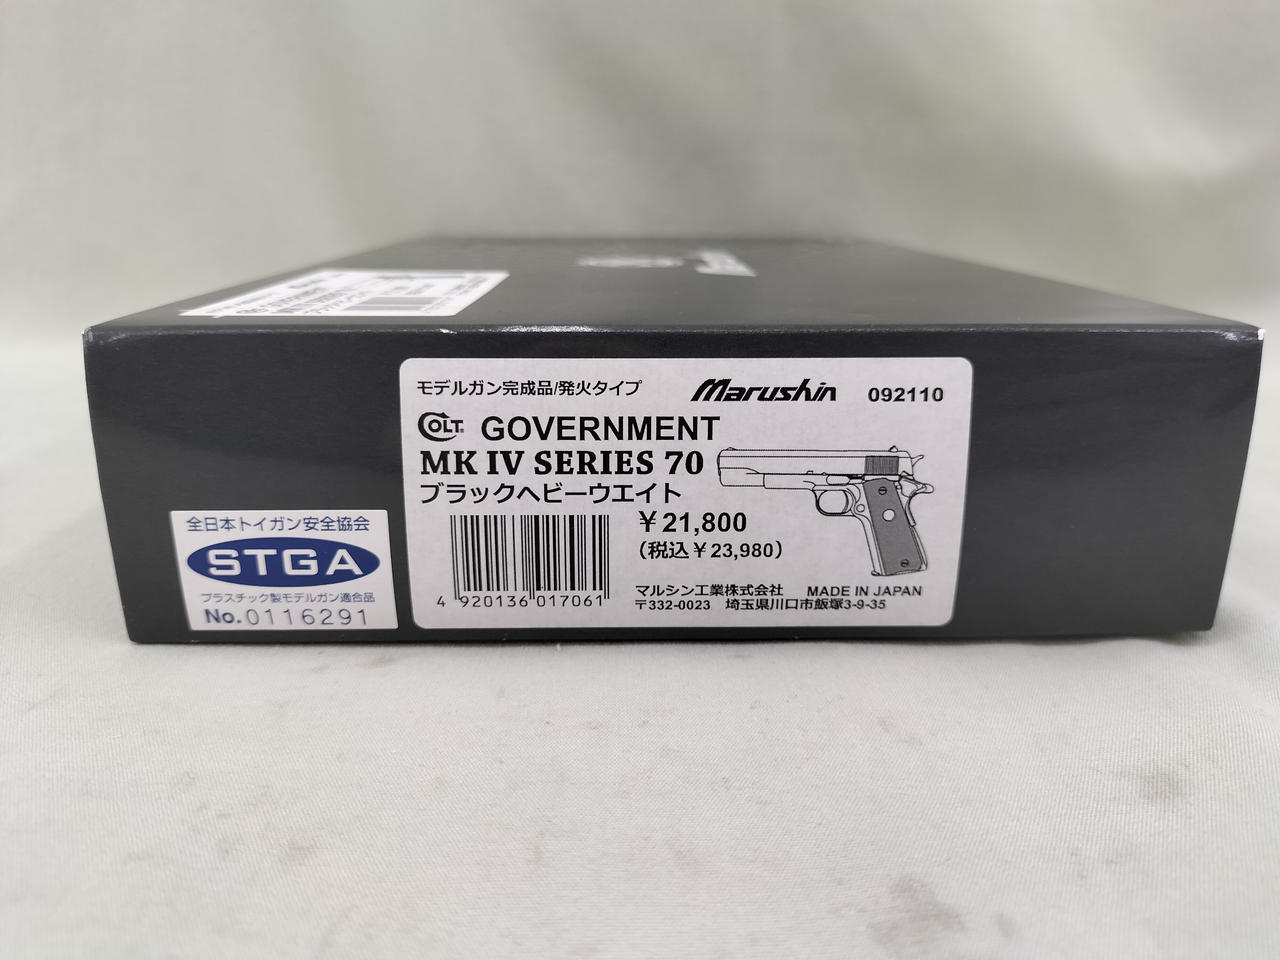 モデルガン完成品/発火タイプ
Marushin
092110
COLT
GOVERNMENT
MK IV SERIES 70
ブラックヘビーウエイト
￥21,800
（税込￥23,980）
4 920136 017061
マルシン工業株式会社 MADE IN JAPAN
〒332-0023 埼玉県川口市飯塚3-9-35
全日本トイガン安全協会
STGA
プラスチック製モデルガン適合品
No.0116291